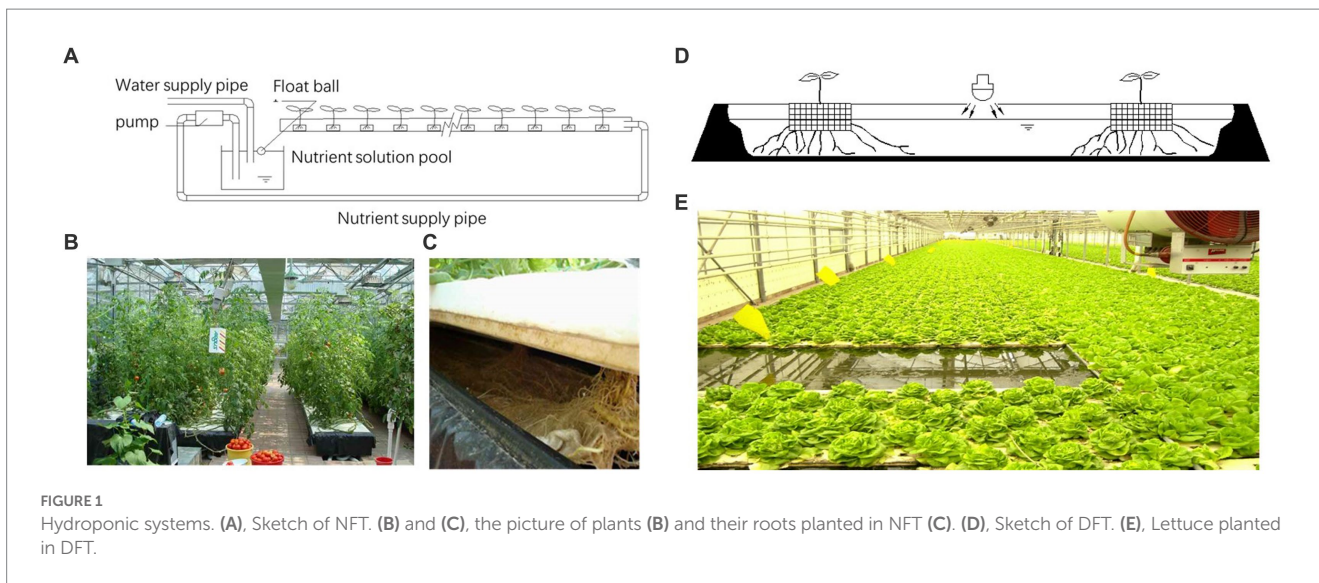 A
Water supply pipe
Float ball
pump
Nutrient solution pool
Nutrient supply pipe
B
C
D
E
FIGURE 1
Hydroponic systems. (A), Sketch of NFT. (B) and (C), the picture of plants (B) and their roots planted in NFT (C). (D), Sketch of DFT. (E), Lettuce planted
in DFT.